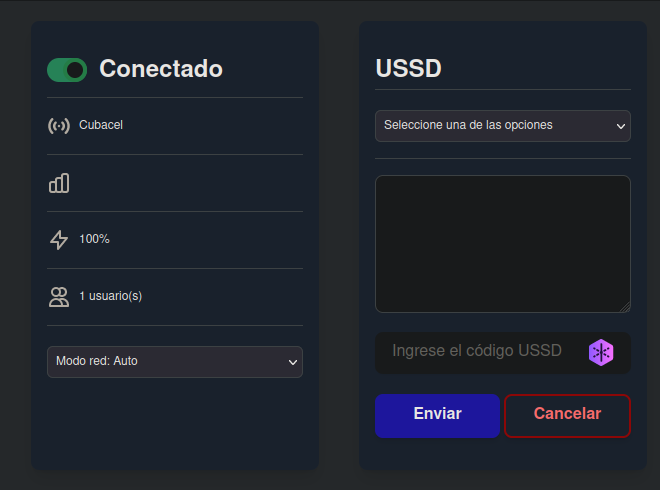 Conectado
Cubacel
100%
1 usuario(s)
Modo red: Auto
USSD
Seleccione una de las opciones
Ingrese el código USSD
Enviar
Cancelar